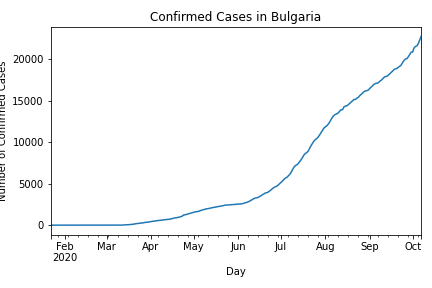 Confirmed Cases in Bulgaria
Number of Confirmed Cases
20000
15000
10000
5000
0
Feb Mar Apr May Jun Jul Aug Sep Oct
2020
Day